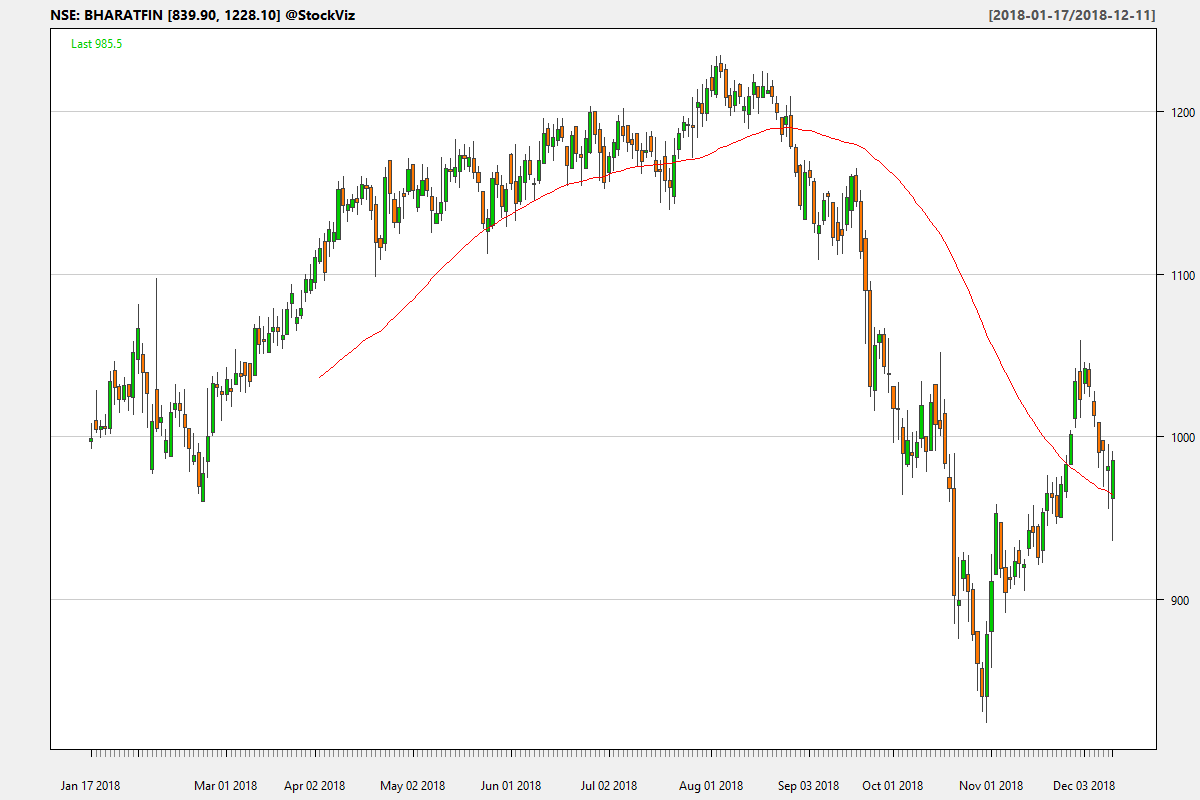 NSE: BHARATFIN [839.90, 1228.10] @StockViz [2018-01-17/2018-12-11]
Last 985.5
1200
1100
1000
900
Jan 17 2018 Mar 01 2018 Apr 02 2018 May 02 2018 Jun 01 2018 Jul 02 2018 Aug 01 2018 Sep 03 2018 Oct 01 2018 Nov 01 2018 Dec 03 2018